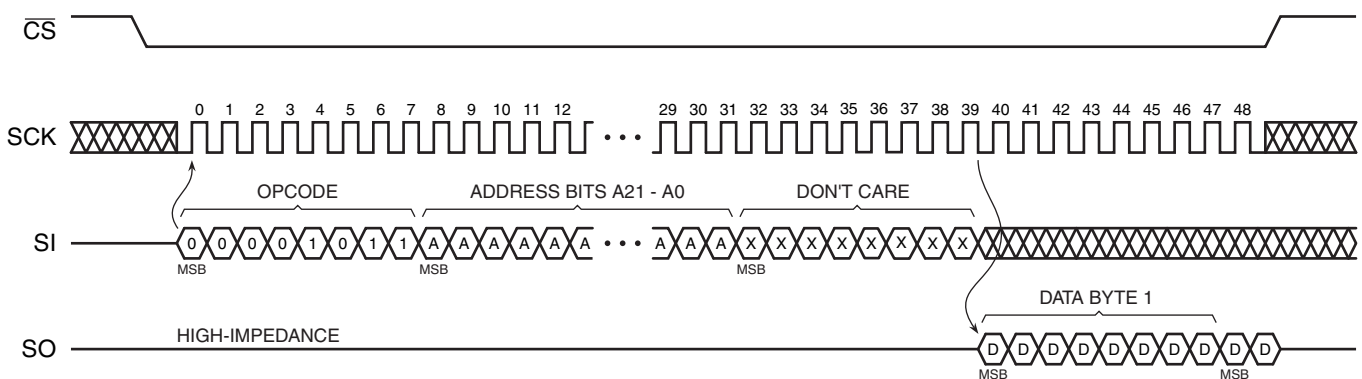 CS
0 1 2 3 4 5 6 7 8 9 10 11 12 29 30 31 32 33 34 35 36 37 38 39 40 41 42 43 44 45 46 47 48
SCK
OPCODE ADDRESS BITS A21 - A0 DON'T CARE
SI 0 0 0 0 1 0 1 1 A A A A A A A A A X X X X X X X X
MSB MSB MSB
DATA BYTE 1
HIGH-IMPEDANCE
SO D D D D D D D D D D
MSB MSB